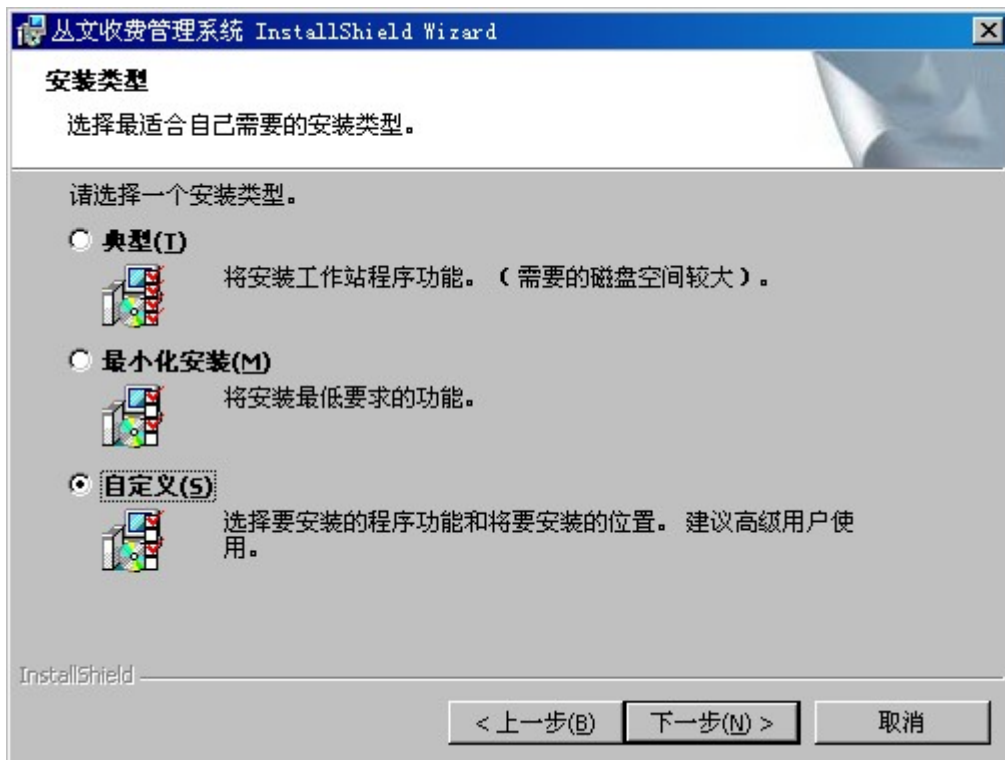 丛文收费管理系统 InstallShield Wizard
安装类型
选择最适合自己需要的安装类型。
请选择一个安装类型。
典型(T)
将安装工作站程序功能。（需要的磁盘空间较大）。
最小化安装(M)
将安装最低要求的功能。
自定义(S)
选择要安装的程序功能和将要安装的位置。 建议高级用户使
用。
InstallShield
< 上一步(B)
下一步(N) >
取消